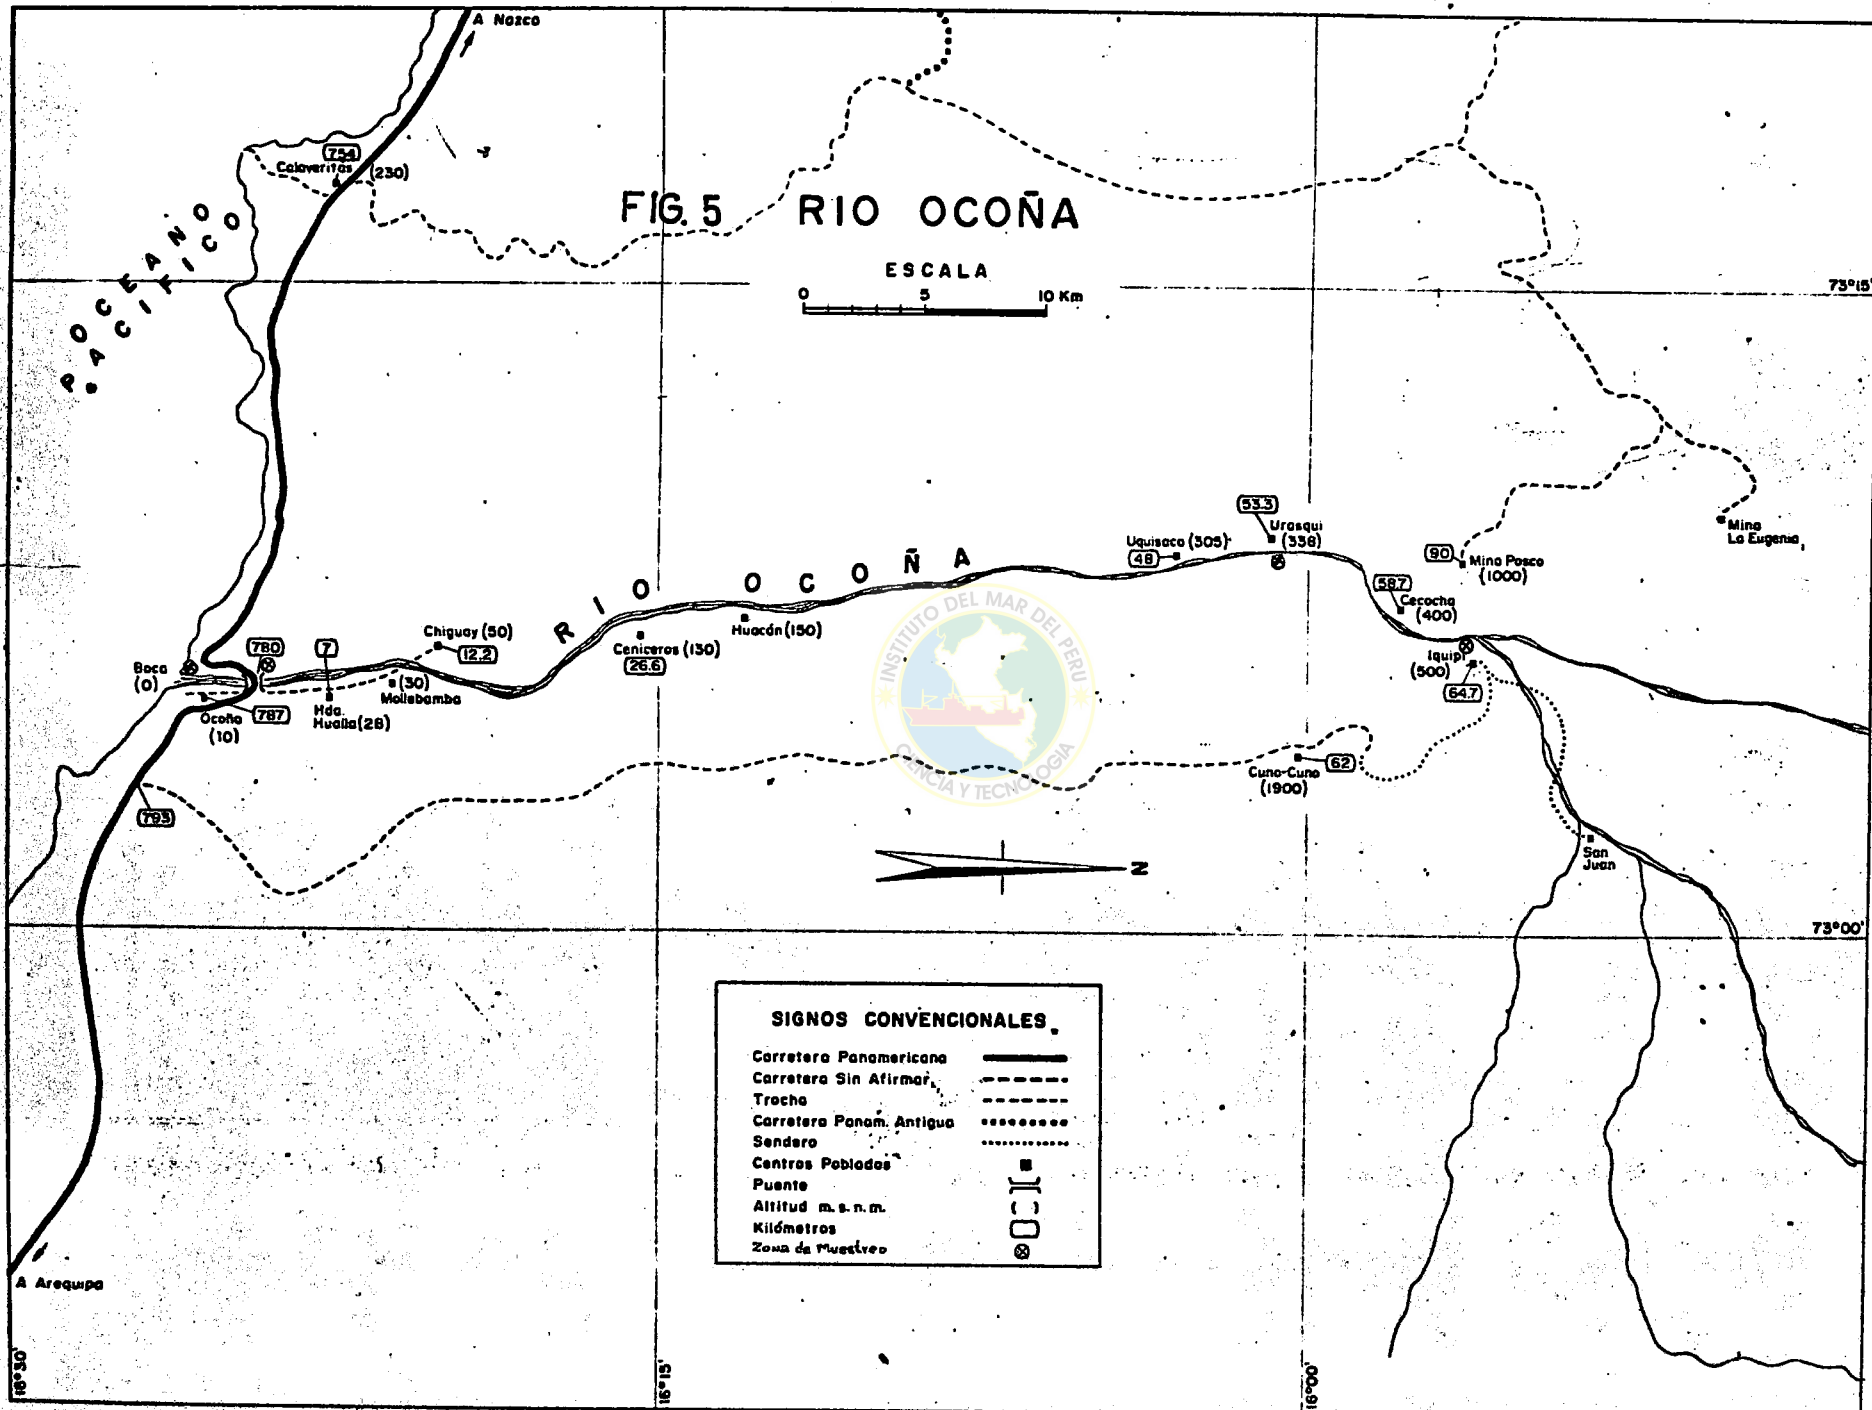 A Nazca
754
Calaveritas (230)
OCEANO
PACIFICO
FIG. 5 RIO OCOÑA
ESCALA
0 5 10 Km
73°15'
53.3
Urasqui
(338)
Uquisaca (305)
48
Mina
La Eugenia
90
Mina Posco
(1000)
58.7
Cecocha
(400)
RIO OCOÑA
Chiguay (50)
12.2
Ceniceros (130)
26.6
Huacán (150)
Boca
(0)
780
7
(30)
Mollebamba
Hda.
Hualla (28)
787
Ocoña
(10)
Iquipi
(500)
64.7
INSTITUTO DEL MAR DEL PERU
CIENCIA Y TECNOLOGIA
62
Cuno-Cuno
(1900)
793
San
Juan
N
73°00'
SIGNOS CONVENCIONALES
Carretera Panamericana
Carretera Sin Afirmar
Trocha
Carretera Panam. Antigua
Sendero
Centros Poblados
Puente
Altitud m.s.n.m.
Kilómetros
Zona de Muestreo
A Arequipa
16°30'
16°15'
16°00'